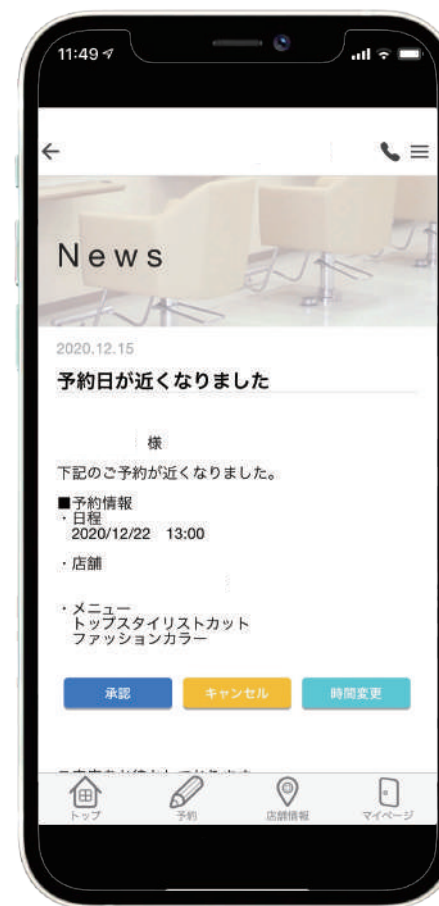 11:49
News
2020.12.15
予約日が近くなりました
様
下記のご予約が近くなりました。
■予約情報
・日程
2020/12/22 13:00
・店舗
・メニュー
トップスタイリストカット
ファッションカラー
承認 キャンセル 時間変更
トップ 予約 店舗情報 マイページ